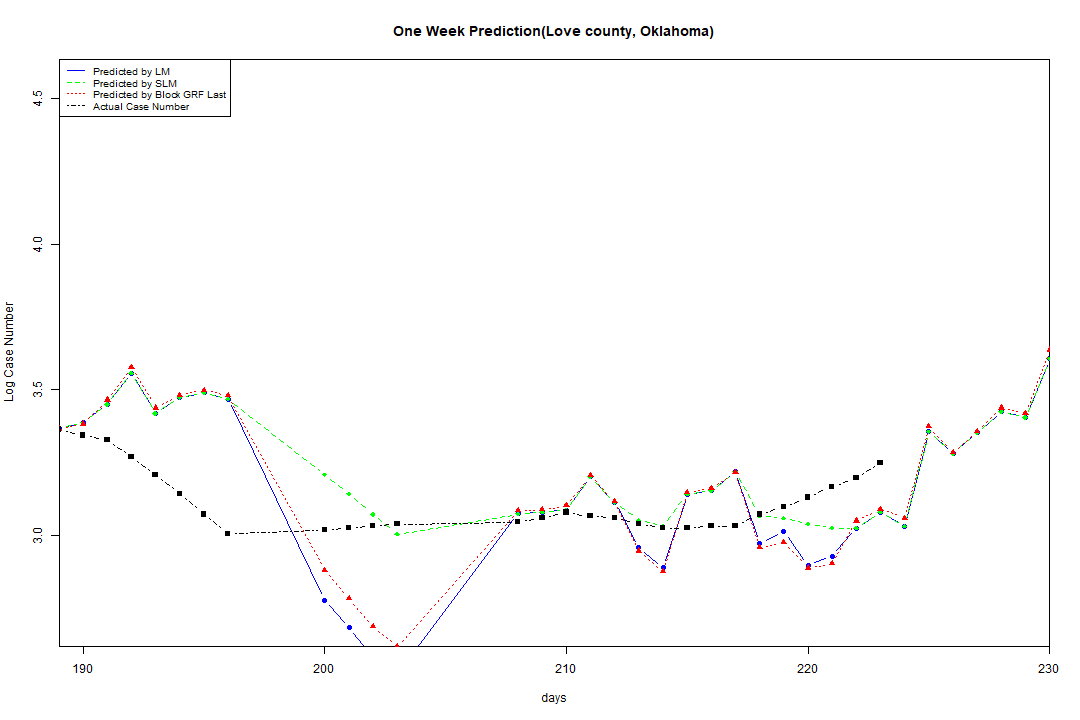 One Week Prediction(Love county, Oklahoma)
Predicted by LM
Predicted by SLM
Predicted by Block GRF Last
Actual Case Number
4.5
4.0
3.5
3.0
Log Case Number
190 200 210 220 230
days